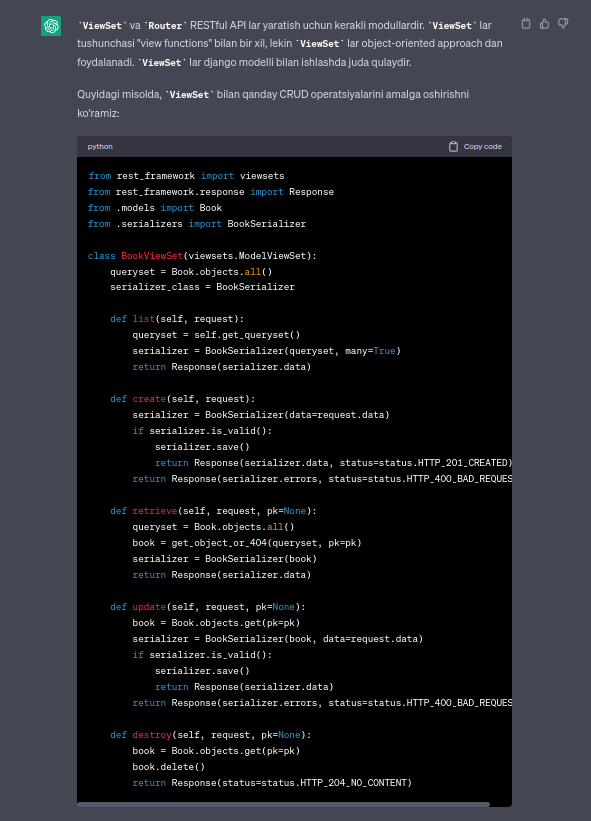 `ViewSet` va `Router` RESTful API lar yaratish uchun kerakli modullardir. `ViewSet` lar
tushunchasi "view functions" bilan bir xil, lekin `ViewSet` lar object-oriented approach dan
foydalanadi. `ViewSet` lar django modelli bilan ishlashda juda qulaydir.
Quyidagi misolda, `ViewSet` bilan qanday CRUD operatsiyalarini amalga oshirishni
ko'ramiz:
python Copy code
from rest_framework import viewsets
from rest_framework.response import Response
from .models import Book
from .serializers import BookSerializer
class BookViewSet(viewsets.ModelViewSet):
    queryset = Book.objects.all()
    serializer_class = BookSerializer
    def list(self, request):
        queryset = self.get_queryset()
        serializer = BookSerializer(queryset, many=True)
        return Response(serializer.data)
    def create(self, request):
        serializer = BookSerializer(data=request.data)
        if serializer.is_valid():
            serializer.save()
            return Response(serializer.data, status=status.HTTP_201_CREATED)
        return Response(serializer.errors, status=status.HTTP_400_BAD_REQUES
    def retrieve(self, request, pk=None):
        queryset = Book.objects.all()
        book = get_object_or_404(queryset, pk=pk)
        serializer = BookSerializer(book)
        return Response(serializer.data)
    def update(self, request, pk=None):
        book = Book.objects.get(pk=pk)
        serializer = BookSerializer(book, data=request.data)
        if serializer.is_valid():
            serializer.save()
            return Response(serializer.data)
        return Response(serializer.errors, status=status.HTTP_400_BAD_REQUES
    def destroy(self, request, pk=None):
        book = Book.objects.get(pk=pk)
        book.delete()
        return Response(status=status.HTTP_204_NO_CONTENT)